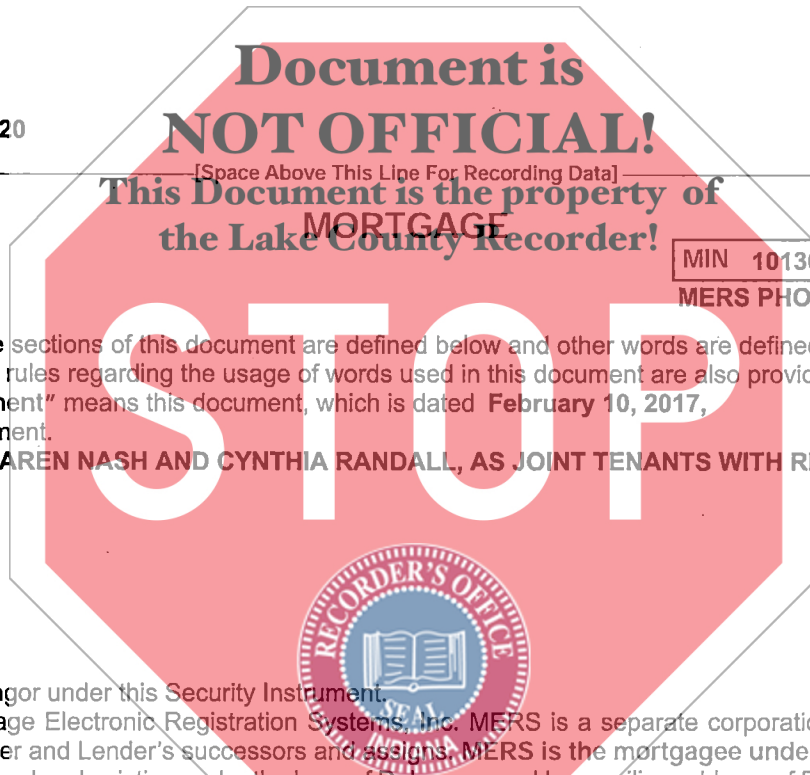 Document is
20
NOT OFFICIAL!
[Space Above This Line For Recording Data]
This Document is the property of
MORTGAGE
the Lake County Recorder!
MIN 1013
MERS PHO
STOP
sections of this document are defined below and other words are define
rules regarding the usage of words used in this document are also provi
ent" means this document, which is dated February 10, 2017,
ment.
AREN NASH AND CYNTHIA RANDALL, AS JOINT TENANTS WITH R
RECORDER'S OFFICE
SEAL
gor under this Security Instrument.
age Electronic Registration Systems, Inc. MERS is a separate corporati
er and Lender's successors and assigns. MERS is the mortgagee unde